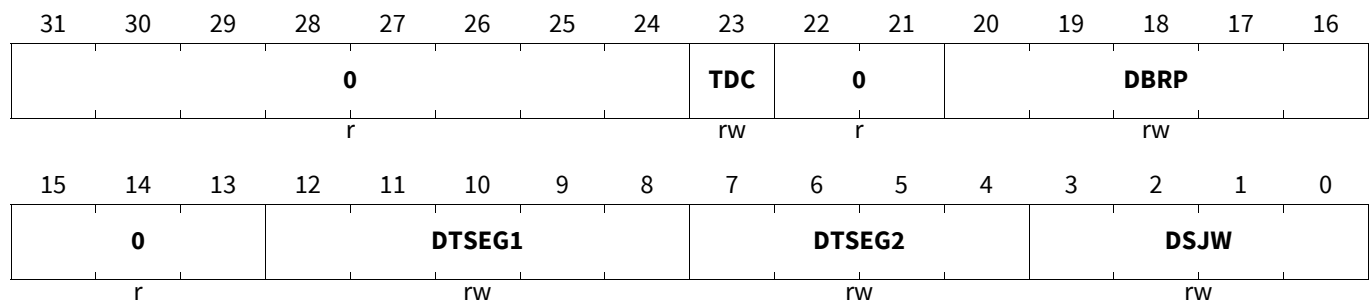 31 30 29 28 27 26 25 24 23 22 21 20 19 18 17 16
0 TDC 0 DBRP
r rw r rw
15 14 13 12 11 10 9 8 7 6 5 4 3 2 1 0
0 DTSEG1 DTSEG2 DSJW
r rw rw rw